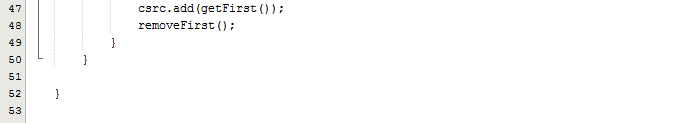 47 csrc.add(getFirst());
48 removeFirst();
49 }
50 }
51
52 }
53